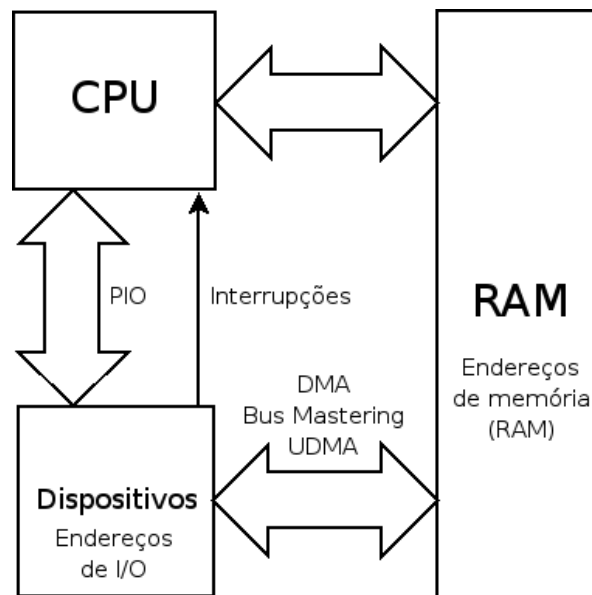 CPU
PIO
Interrupções
RAM
Endereços
de memória
(RAM)
DMA
Bus Mastering
UDMA
Dispositivos
Endereços
de I/O